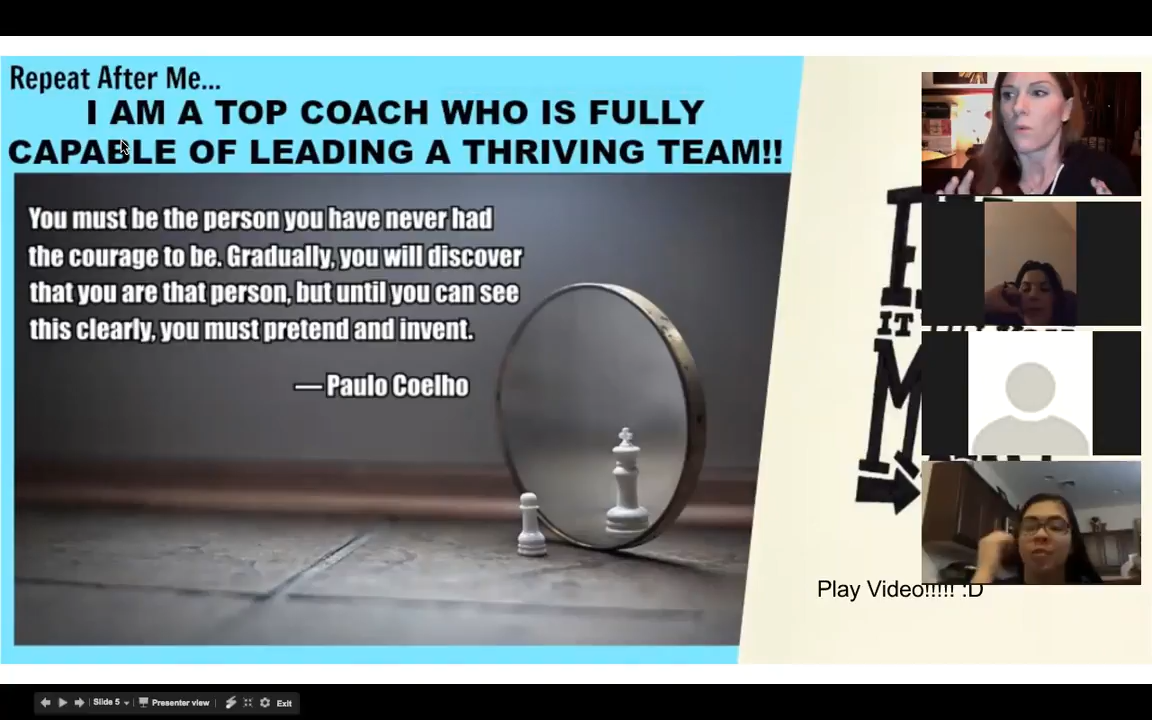 Repeat After Me...
I AM A TOP COACH WHO IS FULLY
CAPABLE OF LEADING A THRIVING TEAM!!
You must be the person you have never had
the courage to be. Gradually, you will discover
that you are that person, but until you can see
this clearly, you must pretend and invent.
— Paulo Coelho
IT
Play Video!!!!! :D
Slide 5
Presenter view
Exit